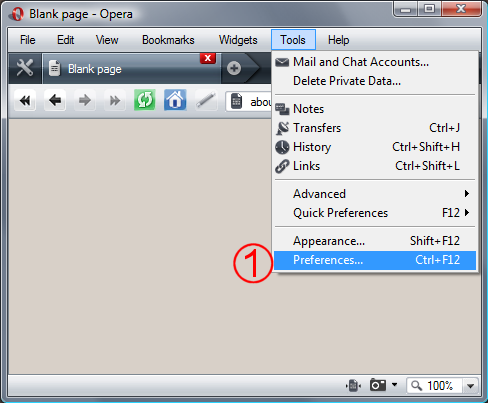 Blank page - Opera
File Edit View Bookmarks Widgets Tools Help
Blank page
abou
Mail and Chat Accounts...
Delete Private Data...
Notes
Transfers Ctrl+J
History Ctrl+Shift+H
Links Ctrl+Shift+L
Advanced
Quick Preferences F12
Appearance... Shift+F12
1 Preferences... Ctrl+F12
100%